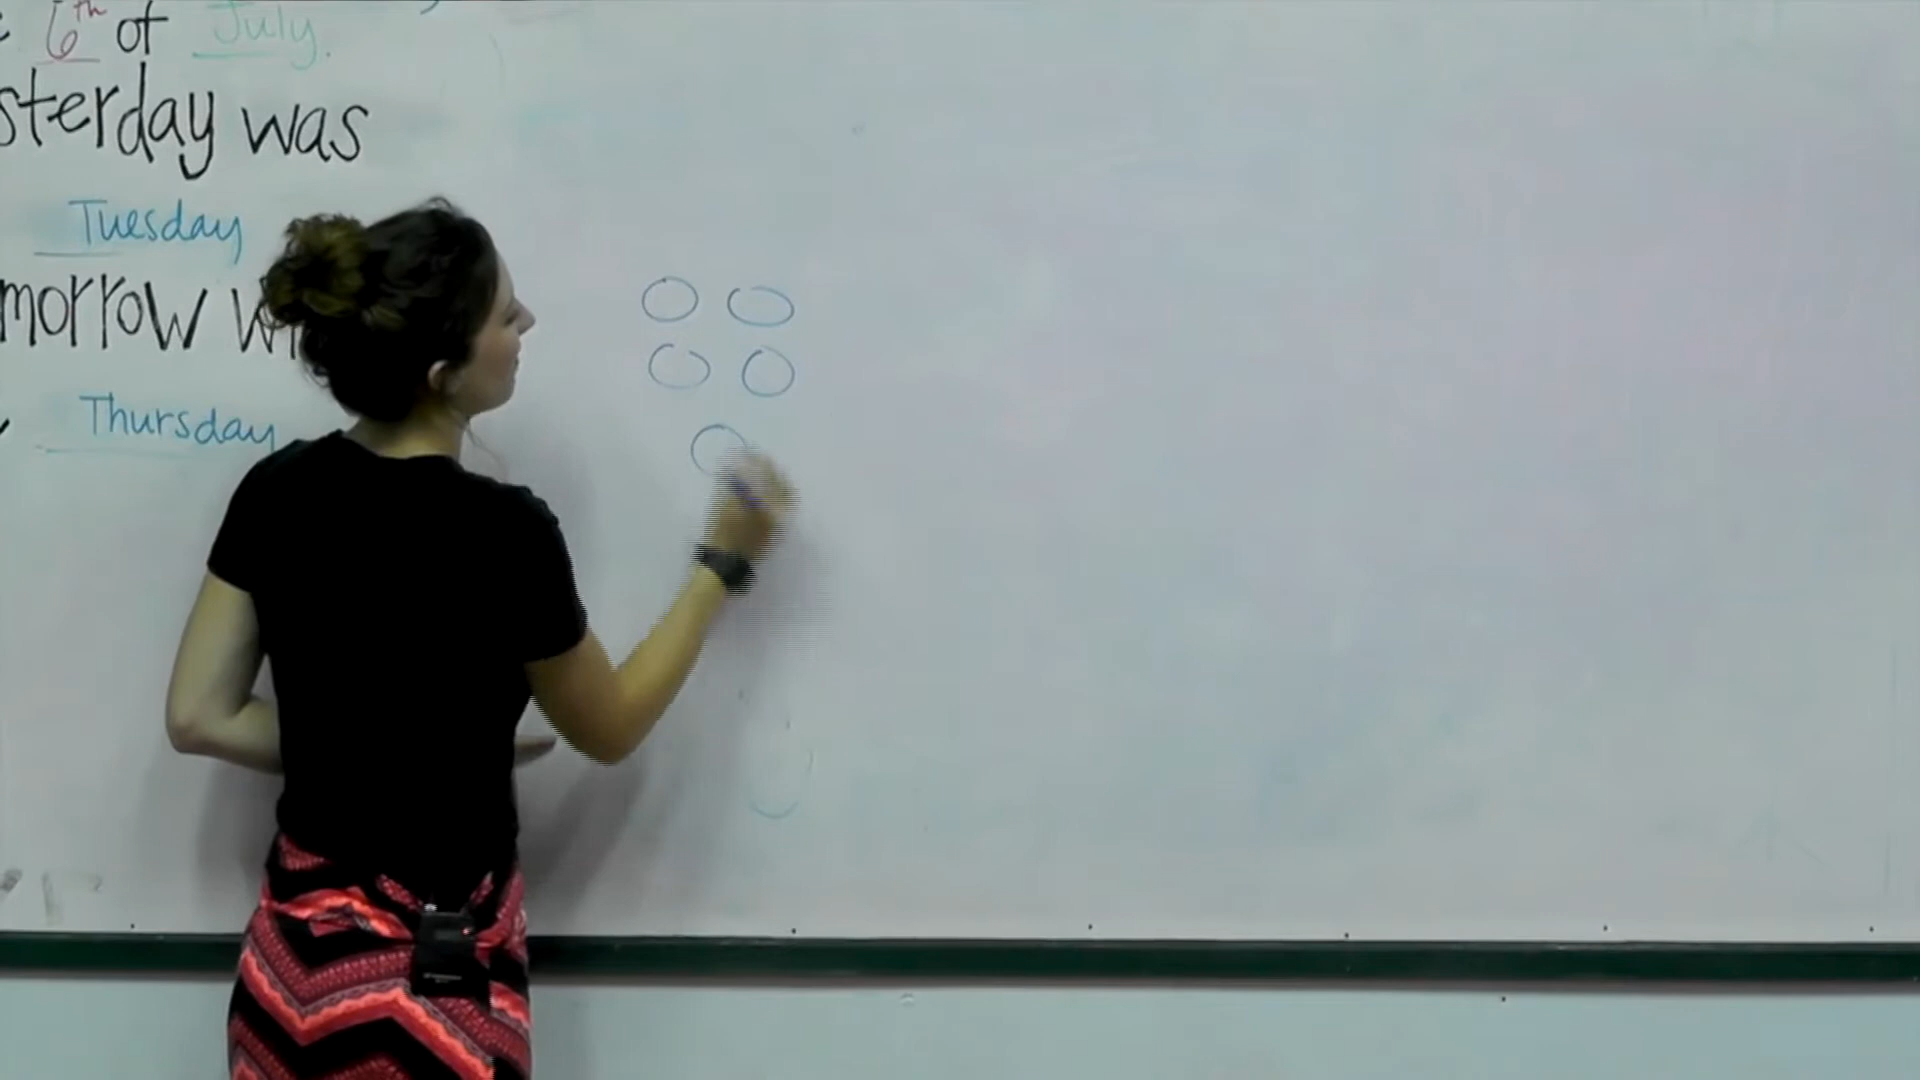 6th of July.
sterday was
Tuesday
morrow w
Thursday